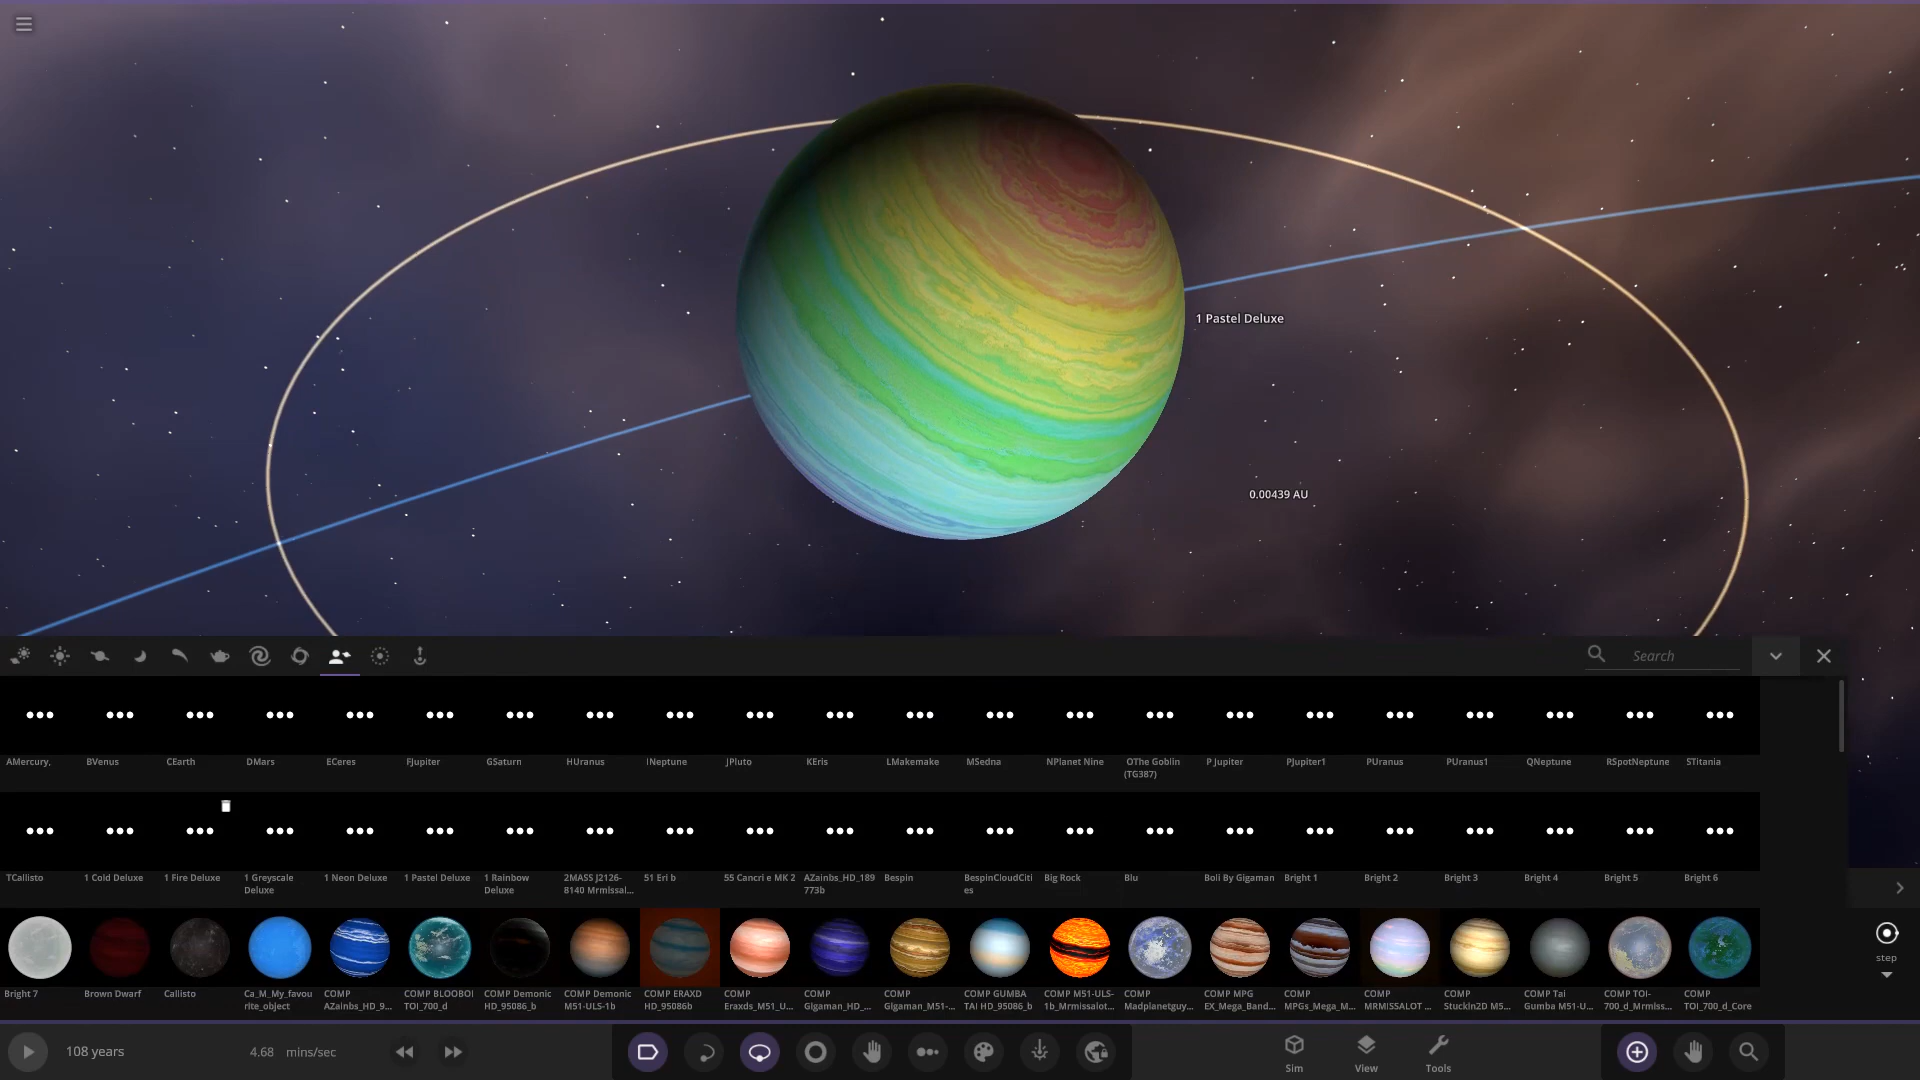 1 Pastel Deluxe
0.00439 AU
Search
AMercury,
BVenus
CEarth
DMars
ECeres
FJupiter
GSaturn
HUranus
INeptune
JPluto
KEris
LMakemake
MSedna
NPlanet Nine
OThe Goblin
(TG387)
P Jupiter
PJupiter1
PUranus
PUranus1
QNeptune
RSpotNeptune
STitania
TCallisto
1 Cold Deluxe
1 Fire Deluxe
1 Greyscale
Deluxe
1 Neon Deluxe
1 Pastel Deluxe
1 Rainbow
Deluxe
2MASS J2126-
8140 Mrmissal...
51 Eri b
55 Cancri e MK 2
AZainbs_HD_189
773b
Bespin
BespinCloudCiti
es
Big Rock
Blu
Boli By Gigaman
Bright 1
Bright 2
Bright 3
Bright 4
Bright 5
Bright 6
Bright 7
Brown Dwarf
Callisto
Ca_M_My_favou
rite_object
COMP
AZainbs_HD_9...
COMP BLOOBOI
TOI_700_d
COMP Demonic
HD_95086_b
COMP Demonic
M51-ULS-1b
COMP ERAXD
HD_95086b
COMP
Eraxds_M51_U...
COMP
Gigaman_HD_...
COMP
Gigaman_M51-...
COMP GUMBA
TAI HD_95086_b
COMP M51-ULS-
1b_Mrmissalot...
COMP
Madplanetguy...
COMP MPG
EX_Mega_Band...
COMP
MPGs_Mega_M...
COMP
MRMISSALOT ...
COMP
StuckIn2D M5...
COMP Tai
Gumba M51-U...
COMP TOI-
700_d_Mrmiss...
COMP
TOI_700_d_Core
step
108 years
4.68 mins/sec
Sim
View
Tools